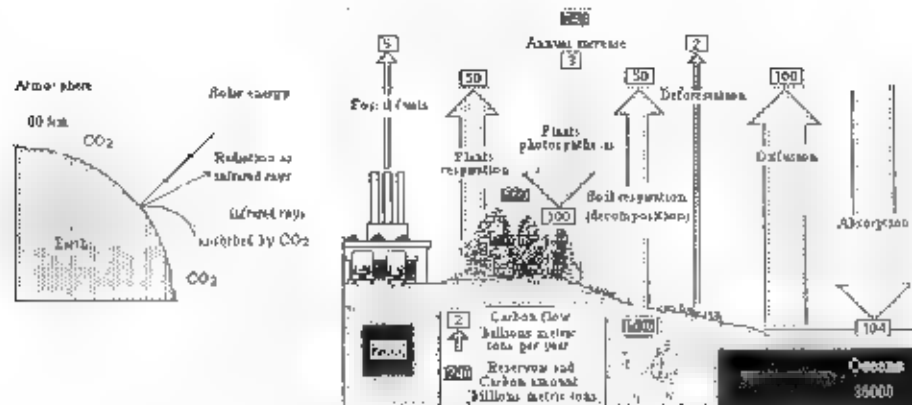 Atmosphere
CO₂
Solar energy
Radiation as
infrared rays
infrared rays
absorbed by CO₂
Earth
CO₂
5
Fossil fuels
50
Plants
respiration
Annual increase
3
Plants
photosynthesis
100
50
Soil respiration
(decomposition)
2
Deforestation
100
Diffusion
Absorption
104
2
Carbon flow
billions metric
tons per year
Reservoir and
Carbon amount
billions metric tons
Oceans